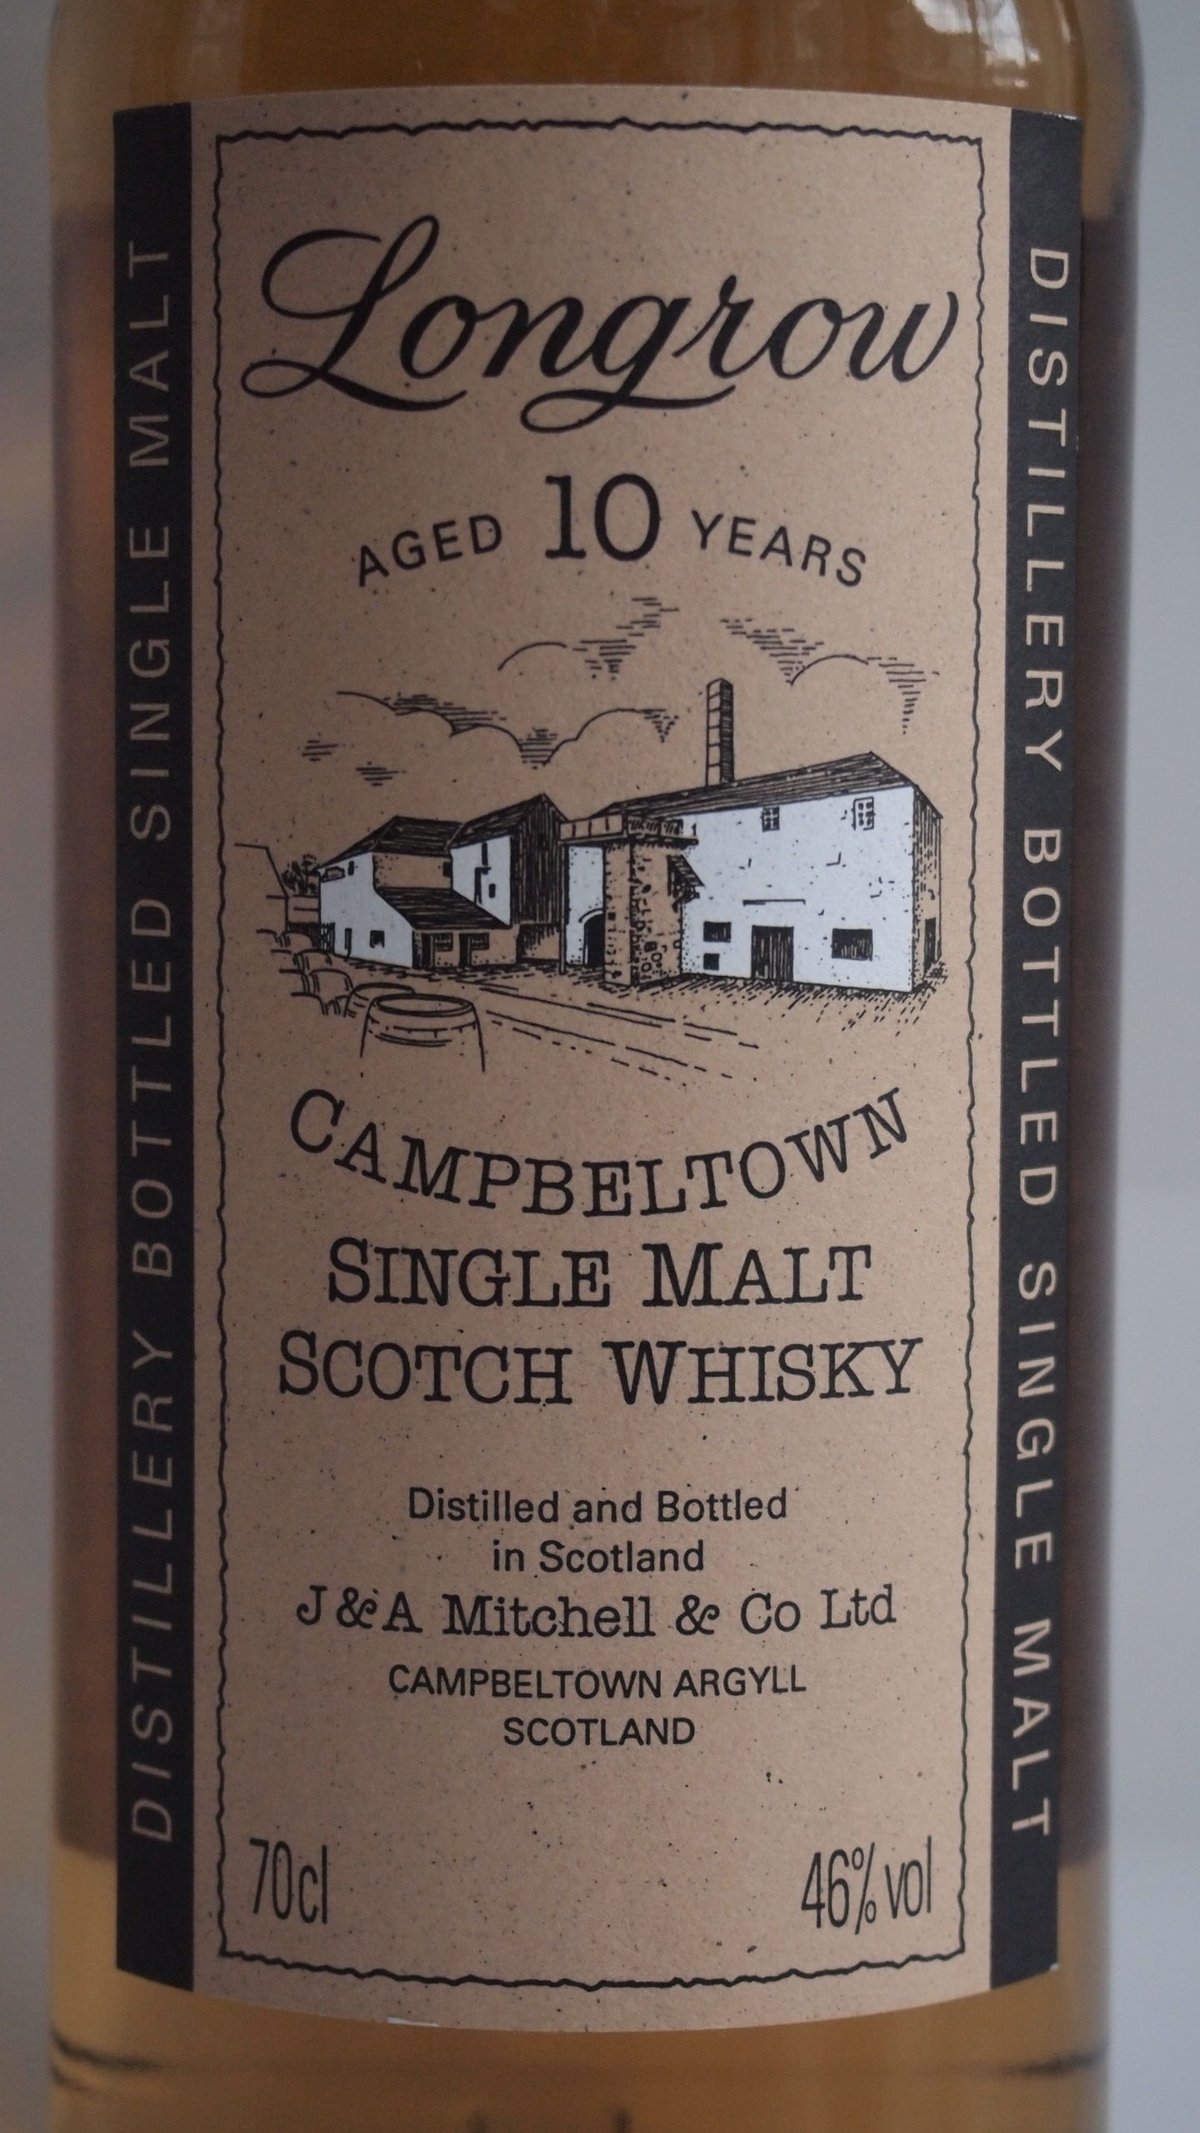 DISTILLERY BOTTLED SINGLE MALT
Longrow
AGED 10 YEARS
CAMPBELTOWN
SINGLE MALT
SCOTCH WHISKY
Distilled and Bottled
in Scotland
J & A Mitchell & Co Ltd
CAMPBELTOWN ARGYLL
SCOTLAND
70cl
46% vol
DISTILLERY BOTTLED SINGLE MALT